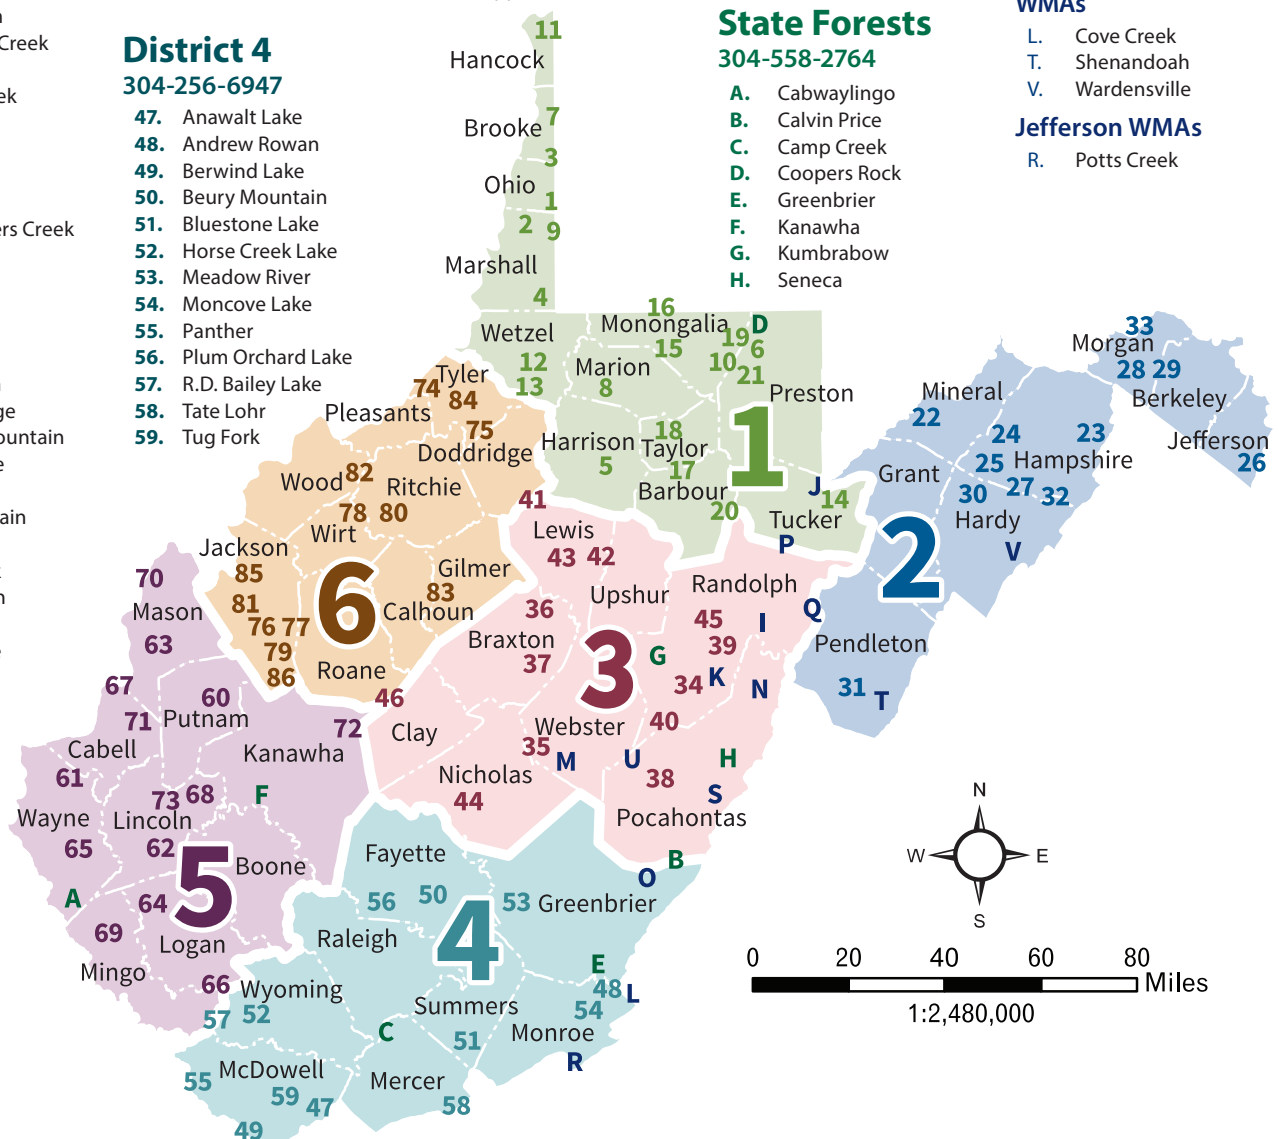 Creek
ek
ers Creek
ge
ountain
e
ain
District 4
304-256-6947
47. Anawalt Lake
48. Andrew Rowan
49. Berwind Lake
50. Beury Mountain
51. Bluestone Lake
52. Horse Creek Lake
53. Meadow River
54. Moncove Lake
55. Panther
56. Plum Orchard Lake
57. R.D. Bailey Lake
58. Tate Lohr
59. Tug Fork
State Forests
304-558-2764
A. Cabwaylingo
B. Calvin Price
C. Camp Creek
D. Coopers Rock
E. Greenbrier
F. Kanawha
G. Kumbrabow
H. Seneca
WMAs
L. Cove Creek
T. Shenandoah
V. Wardensville
Jefferson WMAs
R. Potts Creek
11
Hancock
7
Brooke
3
Ohio
1
2 9
Marshall
4
16
Wetzel
Monongalia
D
19
15
6
12
10
Marion
21
13
8
Preston
1
18
Harrison
Taylor
5
17
Barbour
J
14
20
Tucker
P
33
Morgan
28 29
Berkeley
Mineral
22
Jefferson
26
24
23
25
Hampshire
Grant
27
30
32
Hardy
2
V
Q
Pendleton
31
T
Tyler
74
84
Pleasants
75
Doddridge
82
Wood
Ritchie
78 80
Wirt
Jackson
85
Gilmer
83
81
6
Calhoun
76 77
79
Roane
86
41
Lewis
43 42
Randolph
Upshur
36
45
I
Braxton
39
37
3
G
K
34
N
46
40
Clay
Webster
35
M
U
H
Nicholas
38
S
44
Pocahontas
B
70
Mason
63
67
60
71
Putnam
72
Cabell
Kanawha
61
73 68
F
Wayne
Lincoln
65
62
Boone
5
A
64
69
Logan
Mingo
66
Fayette
O
56
50
53
Greenbrier
4
Raleigh
E
Wyoming
48
L
57
52
Summers
54
C
51
Monroe
R
McDowell
55
Mercer
59
47
58
49
N
W E
S
0 20 40 60 80
Miles
1:2,480,000